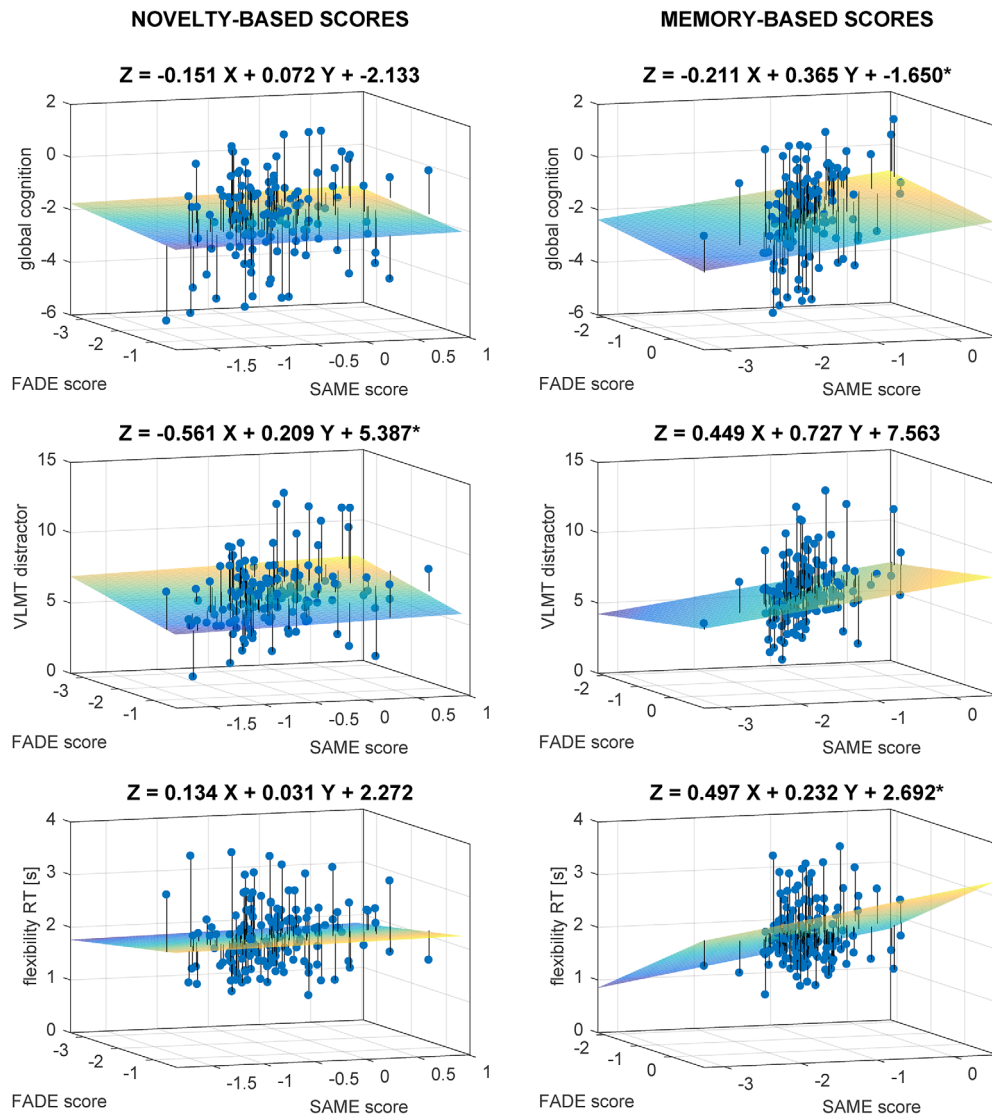 NOVELTY-BASED SCORES
MEMORY-BASED SCORES
Z = -0.151 X + 0.072 Y + -2.133
2
0
-2
-4
-6
global cognition
-3
-2
-1
FADE score
-1.5
-1
-0.5
0
0.5
1
SAME score
Z = -0.211 X + 0.365 Y + -1.650*
2
0
-2
-4
-6
global cognition
-2
-1
0
FADE score
-3
-2
-1
0
SAME score
Z = -0.561 X + 0.209 Y + 5.387*
15
10
5
0
VLMT distractor
-3
-2
-1
FADE score
-1.5
-1
-0.5
0
0.5
1
SAME score
Z = 0.449 X + 0.727 Y + 7.563
15
10
5
0
VLMT distractor
-2
-1
0
FADE score
-3
-2
-1
0
SAME score
Z = 0.134 X + 0.031 Y + 2.272
4
3
2
1
0
flexibility RT [s]
-3
-2
-1
FADE score
-1.5
-1
-0.5
0
0.5
1
SAME score
Z = 0.497 X + 0.232 Y + 2.692*
4
3
2
1
0
flexibility RT [s]
-2
-1
0
FADE score
-3
-2
-1
0
SAME score